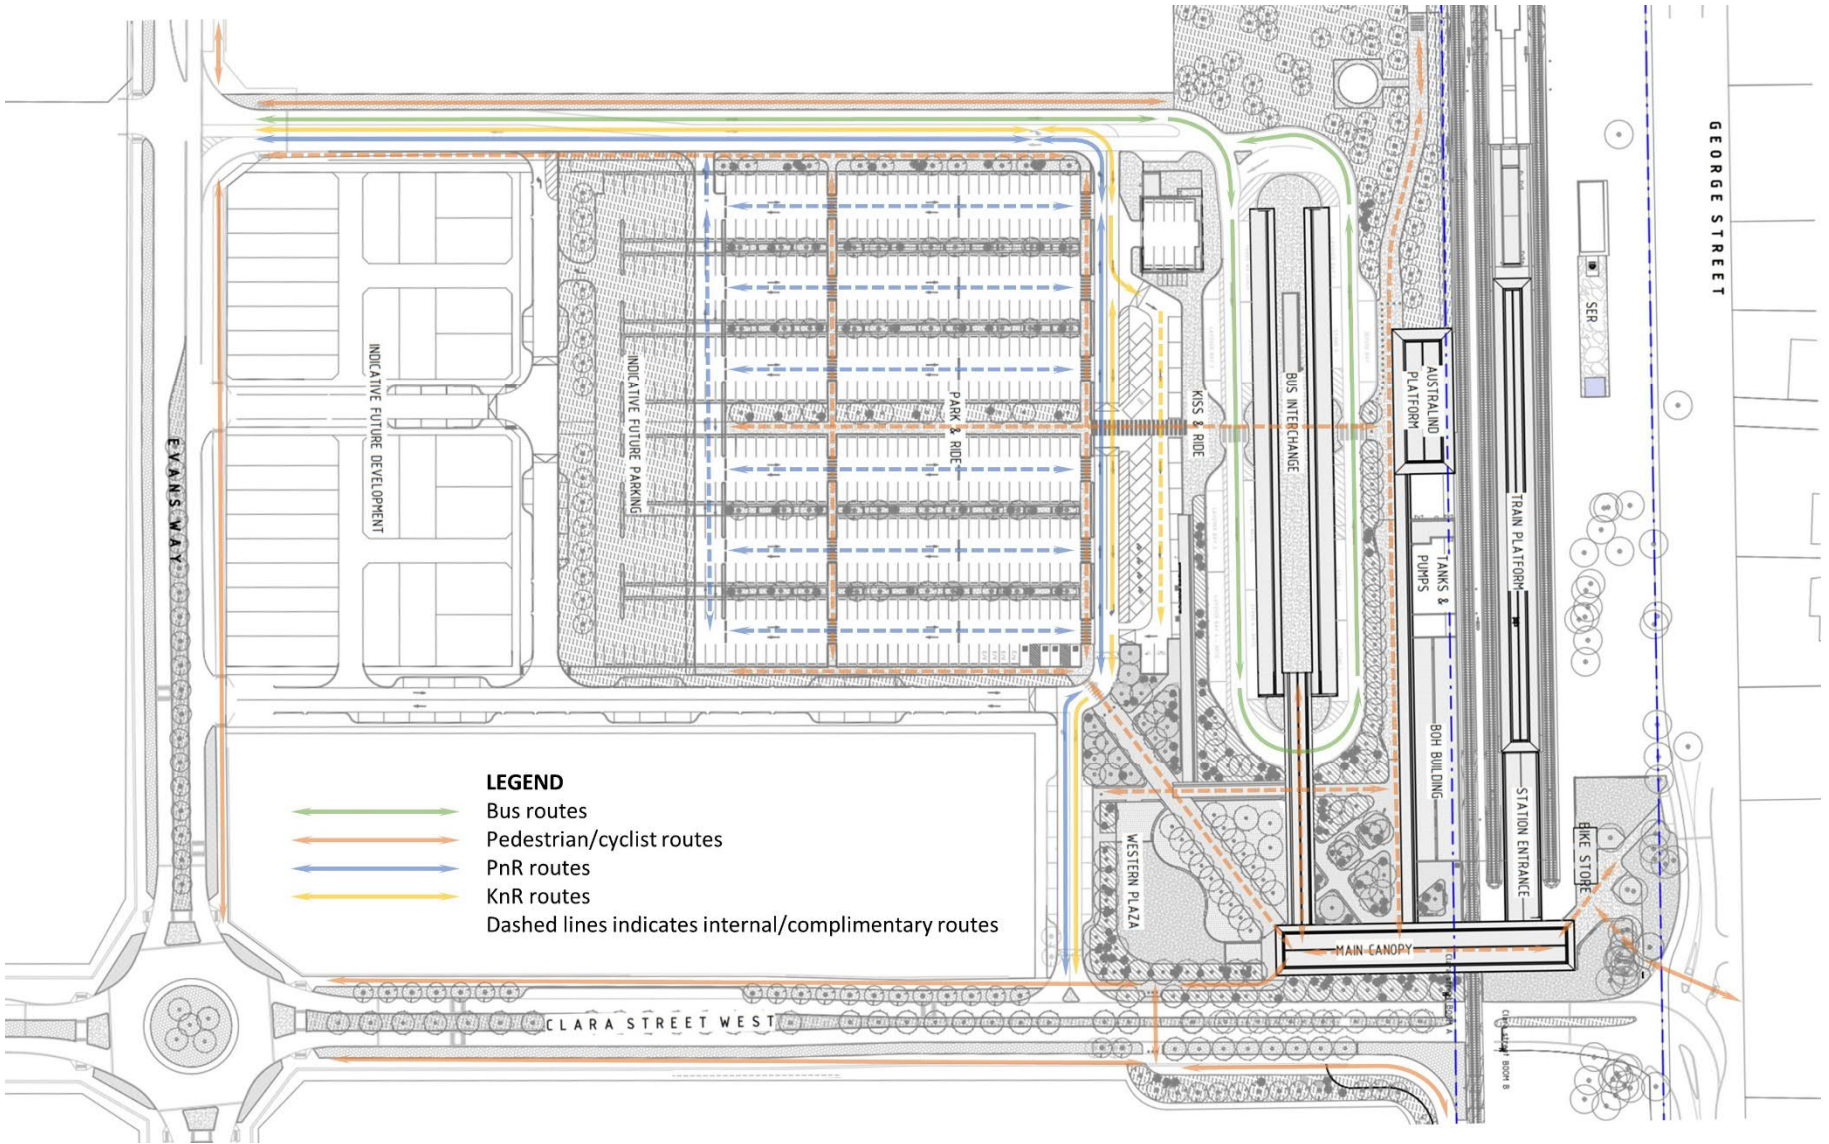 GEORGE STREET
SER
AUSTRALIND
PLATFORM
TRAIN PLATFORM
BUS INTERCHANGE
KISS & RIDE
PARK & RIDE
INDICATIVE FUTURE PARKING
INDICATIVE FUTURE DEVELOPMENT
EVANS WAY
TANKS &
PUMPS
BOH BUILDING
STATION ENTRANCE
BIKE STORE
WESTERN PLAZA
MAIN CANOPY
LEGEND
Bus routes
Pedestrian/cyclist routes
PnR routes
KnR routes
Dashed lines indicates internal/complimentary routes
CLARA STREET WEST